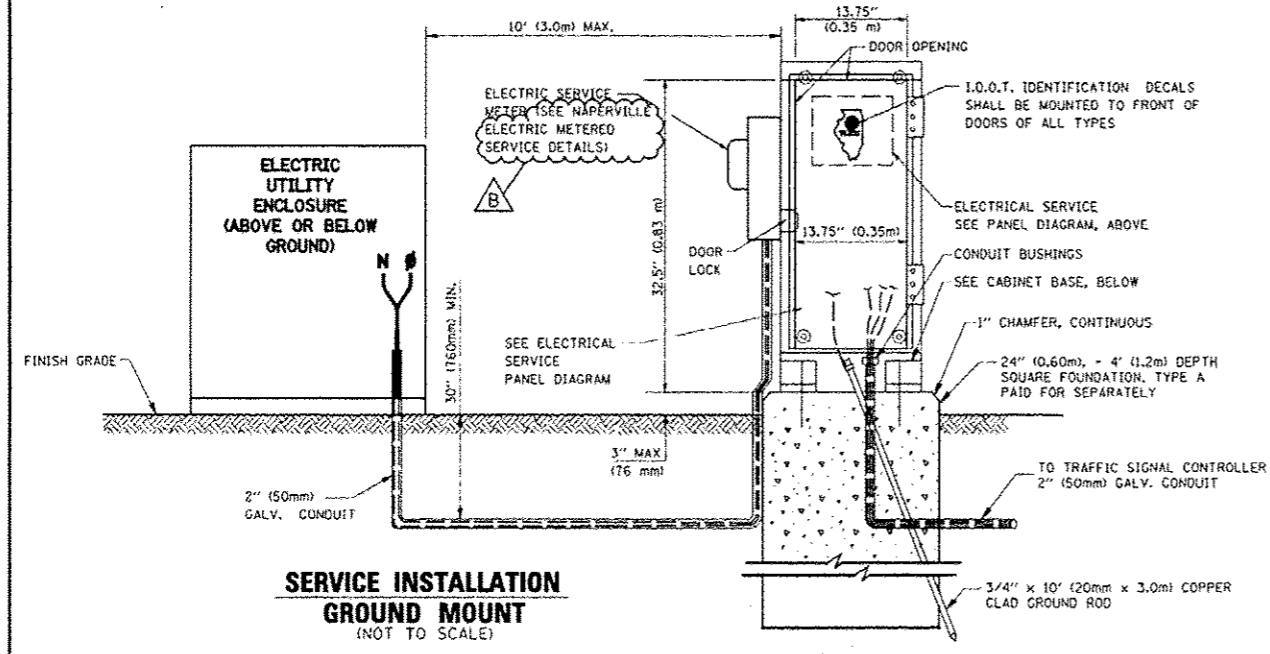 13.75"
(0.35 m)
10' (3.0m) MAX.
DOOR OPENING
ELECTRIC SERVICE
METER (SEE NAPERVILLE
ELECTRIC METERED
SERVICE DETAILS)
B
I.D.O.T. IDENTIFICATION DECALS
SHALL BE MOUNTED TO FRONT OF
DOORS OF ALL TYPES
ELECTRIC
UTILITY
ENCLOSURE
(ABOVE OR BELOW
GROUND)
N Ø
32.5" (0.83 m)
DOOR
LOCK
13.75" (0.35m)
ELECTRICAL SERVICE
SEE PANEL DIAGRAM, ABOVE
CONDUIT BUSHINGS
SEE CABINET BASE, BELOW
1" CHAMFER, CONTINUOUS
24" (0.60m), - 4' (1.2m) DEPTH
SQUARE FOUNDATION, TYPE A
PAID FOR SEPARATELY
FINISH GRADE
30" (760mm) MIN.
SEE ELECTRICAL
SERVICE
PANEL DIAGRAM
3" MAX
(76 mm)
2" (50mm)
GALV. CONDUIT
TO TRAFFIC SIGNAL CONTROLLER
2" (50mm) GALV. CONDUIT
SERVICE INSTALLATION
GROUND MOUNT
(NOT TO SCALE)
3/4" x 10' (20mm x 3.0m) COPPER
CLAD GROUND ROD